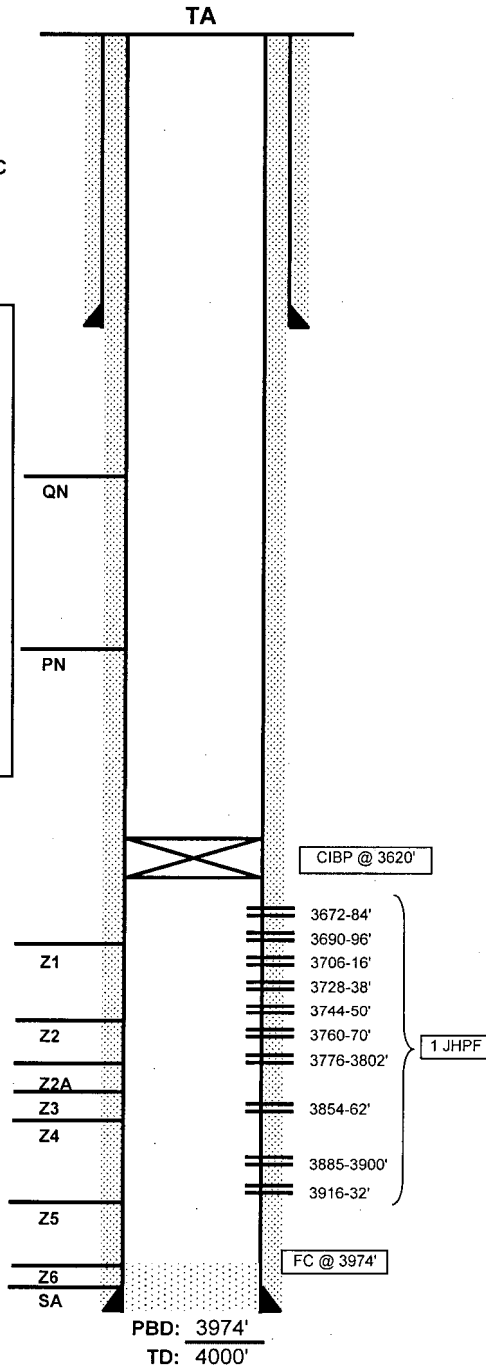 TA
C
QN
PN
CIBP @ 3620'
3672-84'
3690-96'
Z1
3706-16'
3728-38'
3744-50'
Z2
3760-70'
1 JHPF
3776-3802'
Z2A
Z3
3854-62'
Z4
3885-3900'
3916-32'
Z5
FC @ 3974'
Z6
SA
PBD: 3974'
TD: 4000'